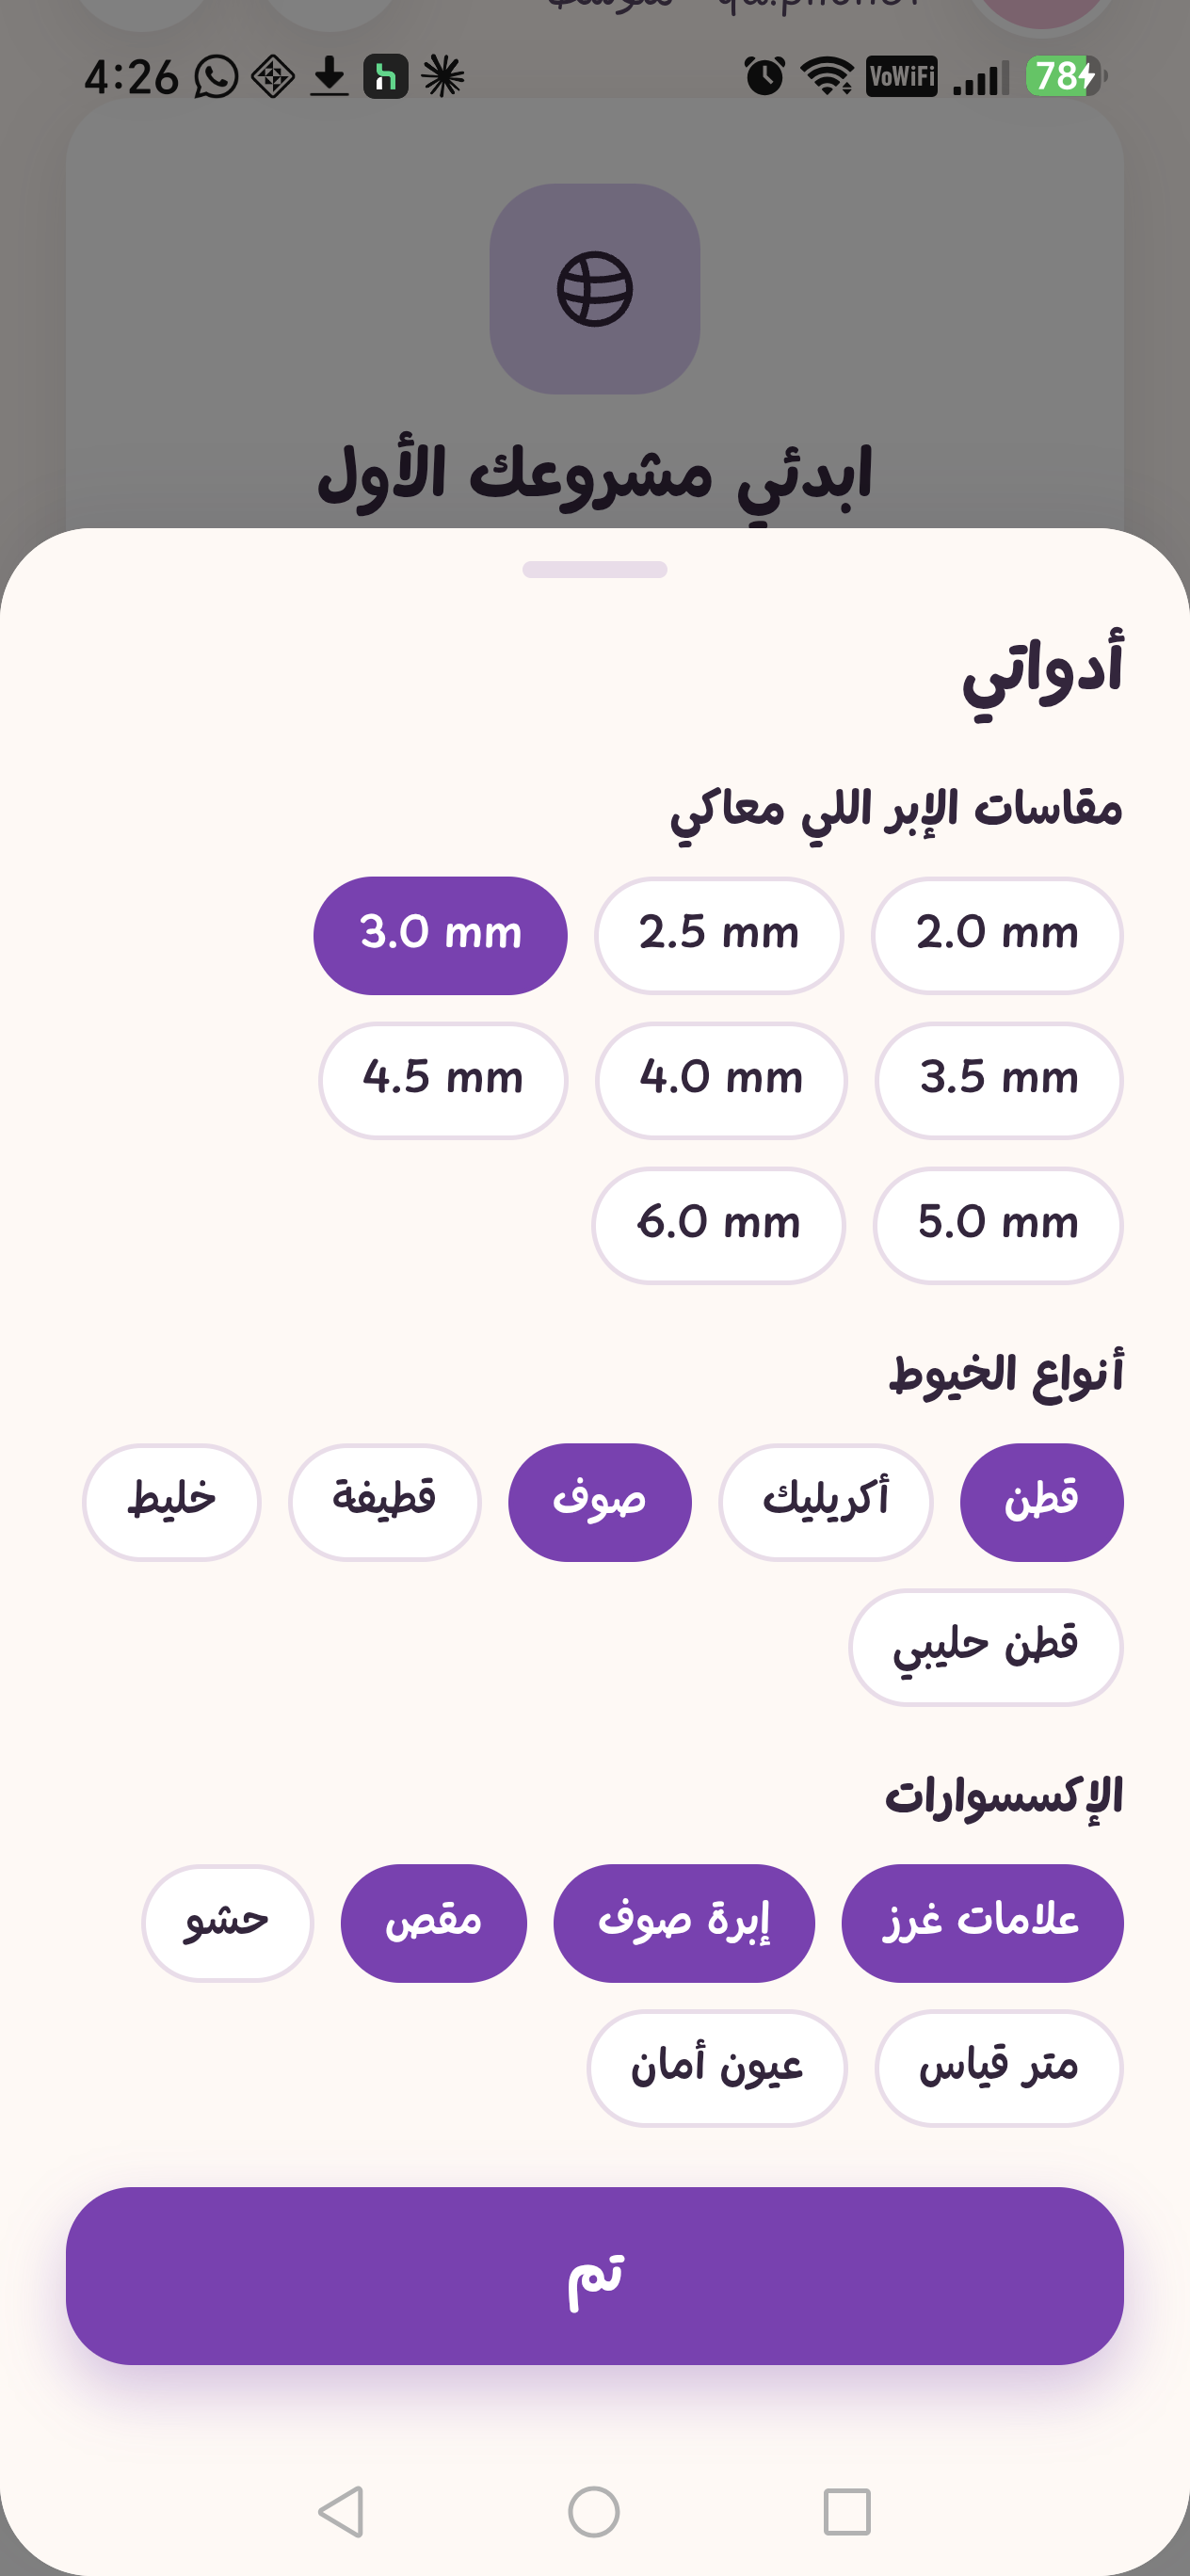 4:26 VoWiFi 78
ابدئي مشروعك الأول
أدواتي
مقاسات الإبر اللي معاكي
2.0 mm 2.5 mm 3.0 mm
3.5 mm 4.0 mm 4.5 mm
5.0 mm 6.0 mm
أنواع الخيوط
قطن أكريليك صوف قطيفة خليط
قطن حليبي
الإكسسوارات
علامات غرز إبرة صوف مقص حشو
متر قياس عيون أمان
تم